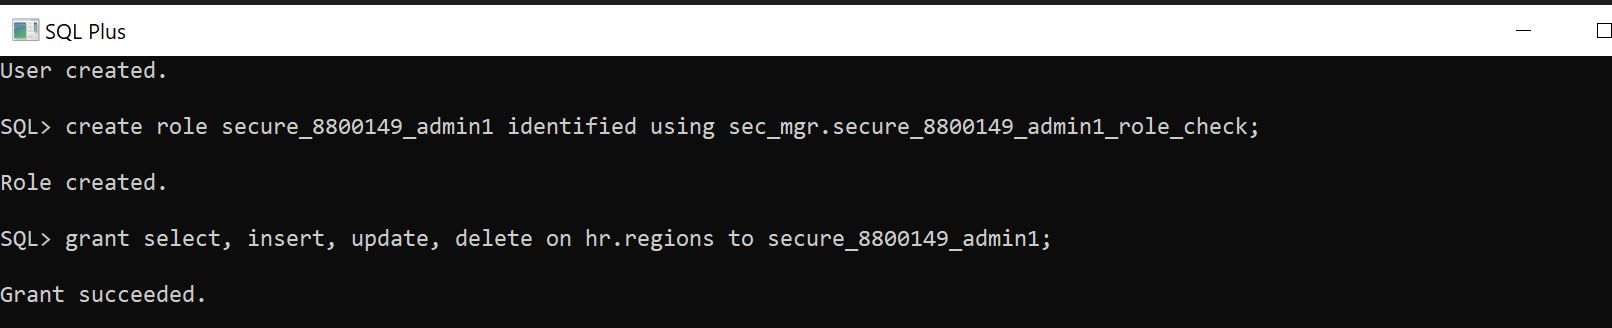 SQL Plus
User created.
SQL> create role secure_8800149_admin1 identified using sec_mgr.secure_8800149_admin1_role_check;
Role created.
SQL> grant select, insert, update, delete on hr.regions to secure_8800149_admin1;
Grant succeeded.